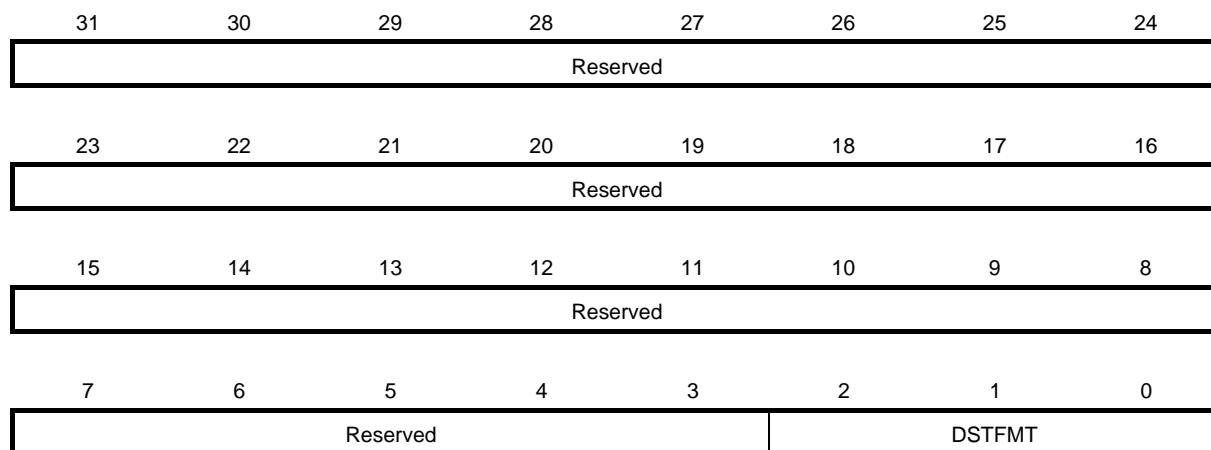 31 30 29 28 27 26 25 24
Reserved
23 22 21 20 19 18 17 16
Reserved
15 14 13 12 11 10 9 8
Reserved
7 6 5 4 3 2 1 0
Reserved DSTFMT